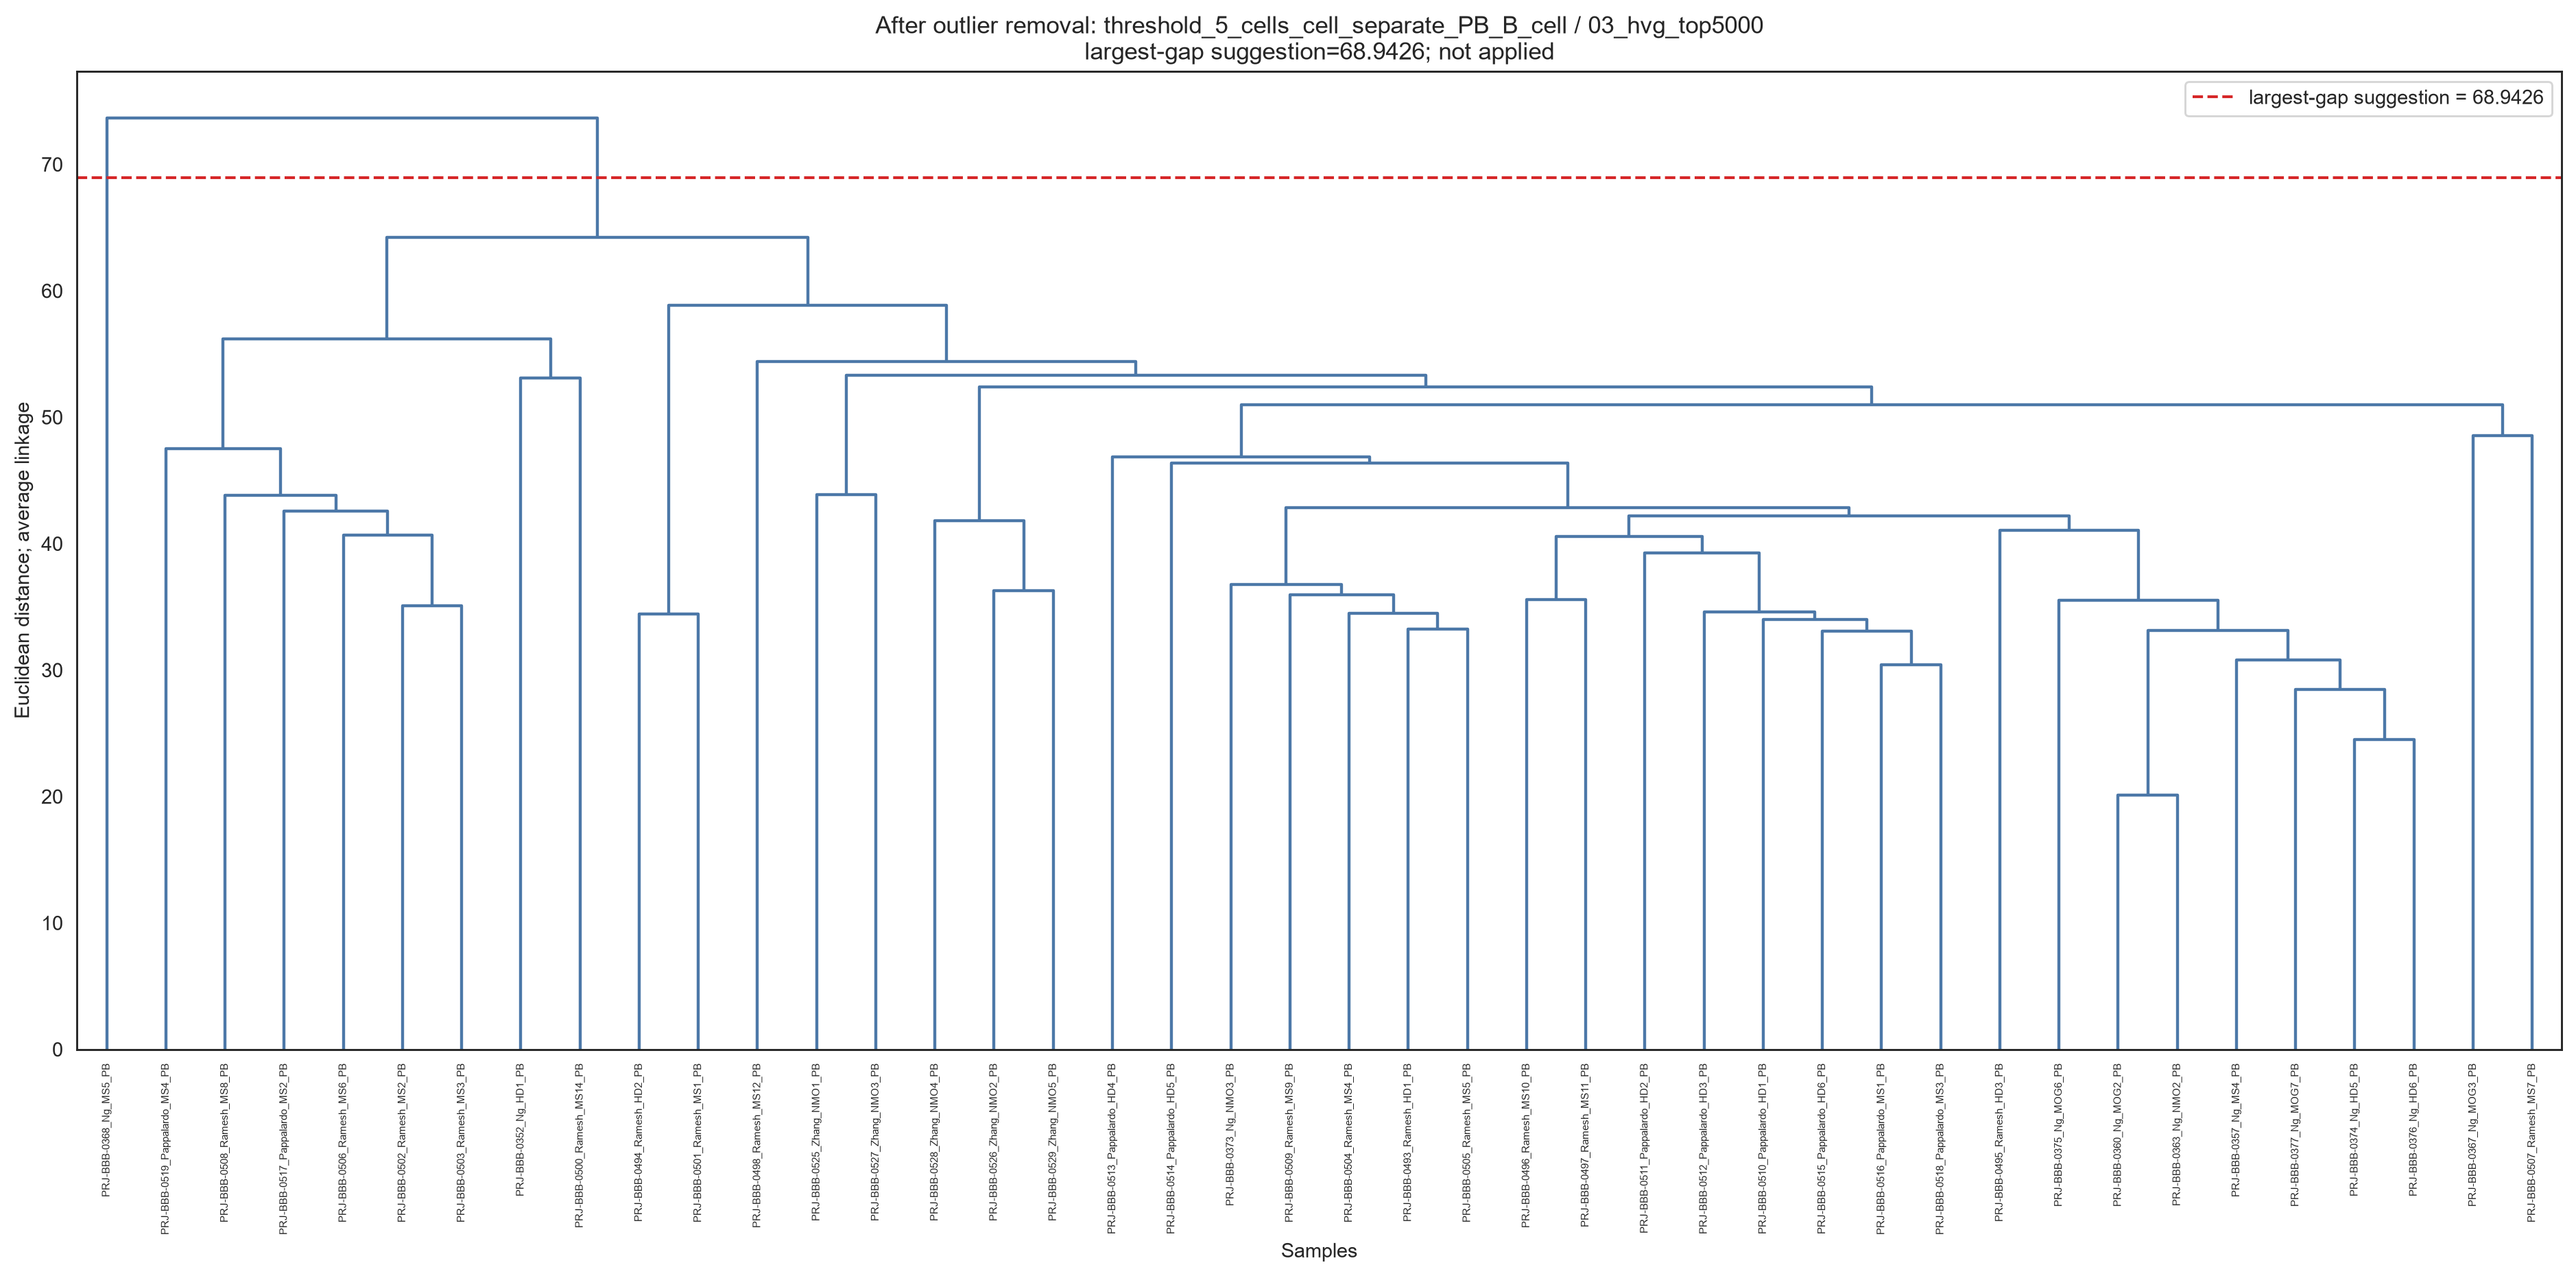 After outlier removal: threshold_5_cells_cell_separate_PB_B_cell / 03_hvg_top5000
largest-gap suggestion=68.9426; not applied
largest-gap suggestion = 68.9426
Euclidean distance; average linkage
70
60
50
40
30
20
10
0
PRJ-BBB-0368_Ng_MS5_PB
PRJ-BBB-0519_Pappalardo_MS4_PB
PRJ-BBB-0508_Ramesh_MS8_PB
PRJ-BBB-0517_Pappalardo_MS2_PB
PRJ-BBB-0506_Ramesh_MS6_PB
PRJ-BBB-0502_Ramesh_MS2_PB
PRJ-BBB-0503_Ramesh_MS3_PB
PRJ-BBB-0352_Ng_HD1_PB
PRJ-BBB-0500_Ramesh_MS14_PB
PRJ-BBB-0494_Ramesh_HD2_PB
PRJ-BBB-0501_Ramesh_MS1_PB
PRJ-BBB-0498_Ramesh_MS12_PB
PRJ-BBB-0525_Zhang_NMO1_PB
PRJ-BBB-0527_Zhang_NMO3_PB
PRJ-BBB-0528_Zhang_NMO4_PB
PRJ-BBB-0526_Zhang_NMO2_PB
PRJ-BBB-0529_Zhang_NMO5_PB
PRJ-BBB-0513_Pappalardo_HD4_PB
PRJ-BBB-0514_Pappalardo_HD5_PB
PRJ-BBB-0373_Ng_NMO3_PB
PRJ-BBB-0509_Ramesh_MS9_PB
PRJ-BBB-0504_Ramesh_MS4_PB
PRJ-BBB-0493_Ramesh_HD1_PB
PRJ-BBB-0505_Ramesh_MS5_PB
PRJ-BBB-0496_Ramesh_MS10_PB
PRJ-BBB-0497_Ramesh_MS11_PB
PRJ-BBB-0511_Pappalardo_HD2_PB
PRJ-BBB-0512_Pappalardo_HD3_PB
PRJ-BBB-0510_Pappalardo_HD1_PB
PRJ-BBB-0515_Pappalardo_HD6_PB
PRJ-BBB-0516_Pappalardo_MS1_PB
PRJ-BBB-0518_Pappalardo_MS3_PB
PRJ-BBB-0495_Ramesh_HD3_PB
PRJ-BBB-0375_Ng_MOG6_PB
PRJ-BBB-0360_Ng_MOG2_PB
PRJ-BBB-0363_Ng_NMO2_PB
PRJ-BBB-0357_Ng_MS4_PB
PRJ-BBB-0377_Ng_MOG7_PB
PRJ-BBB-0374_Ng_HD5_PB
PRJ-BBB-0376_Ng_HD6_PB
PRJ-BBB-0367_Ng_MOG3_PB
PRJ-BBB-0507_Ramesh_MS7_PB
Samples